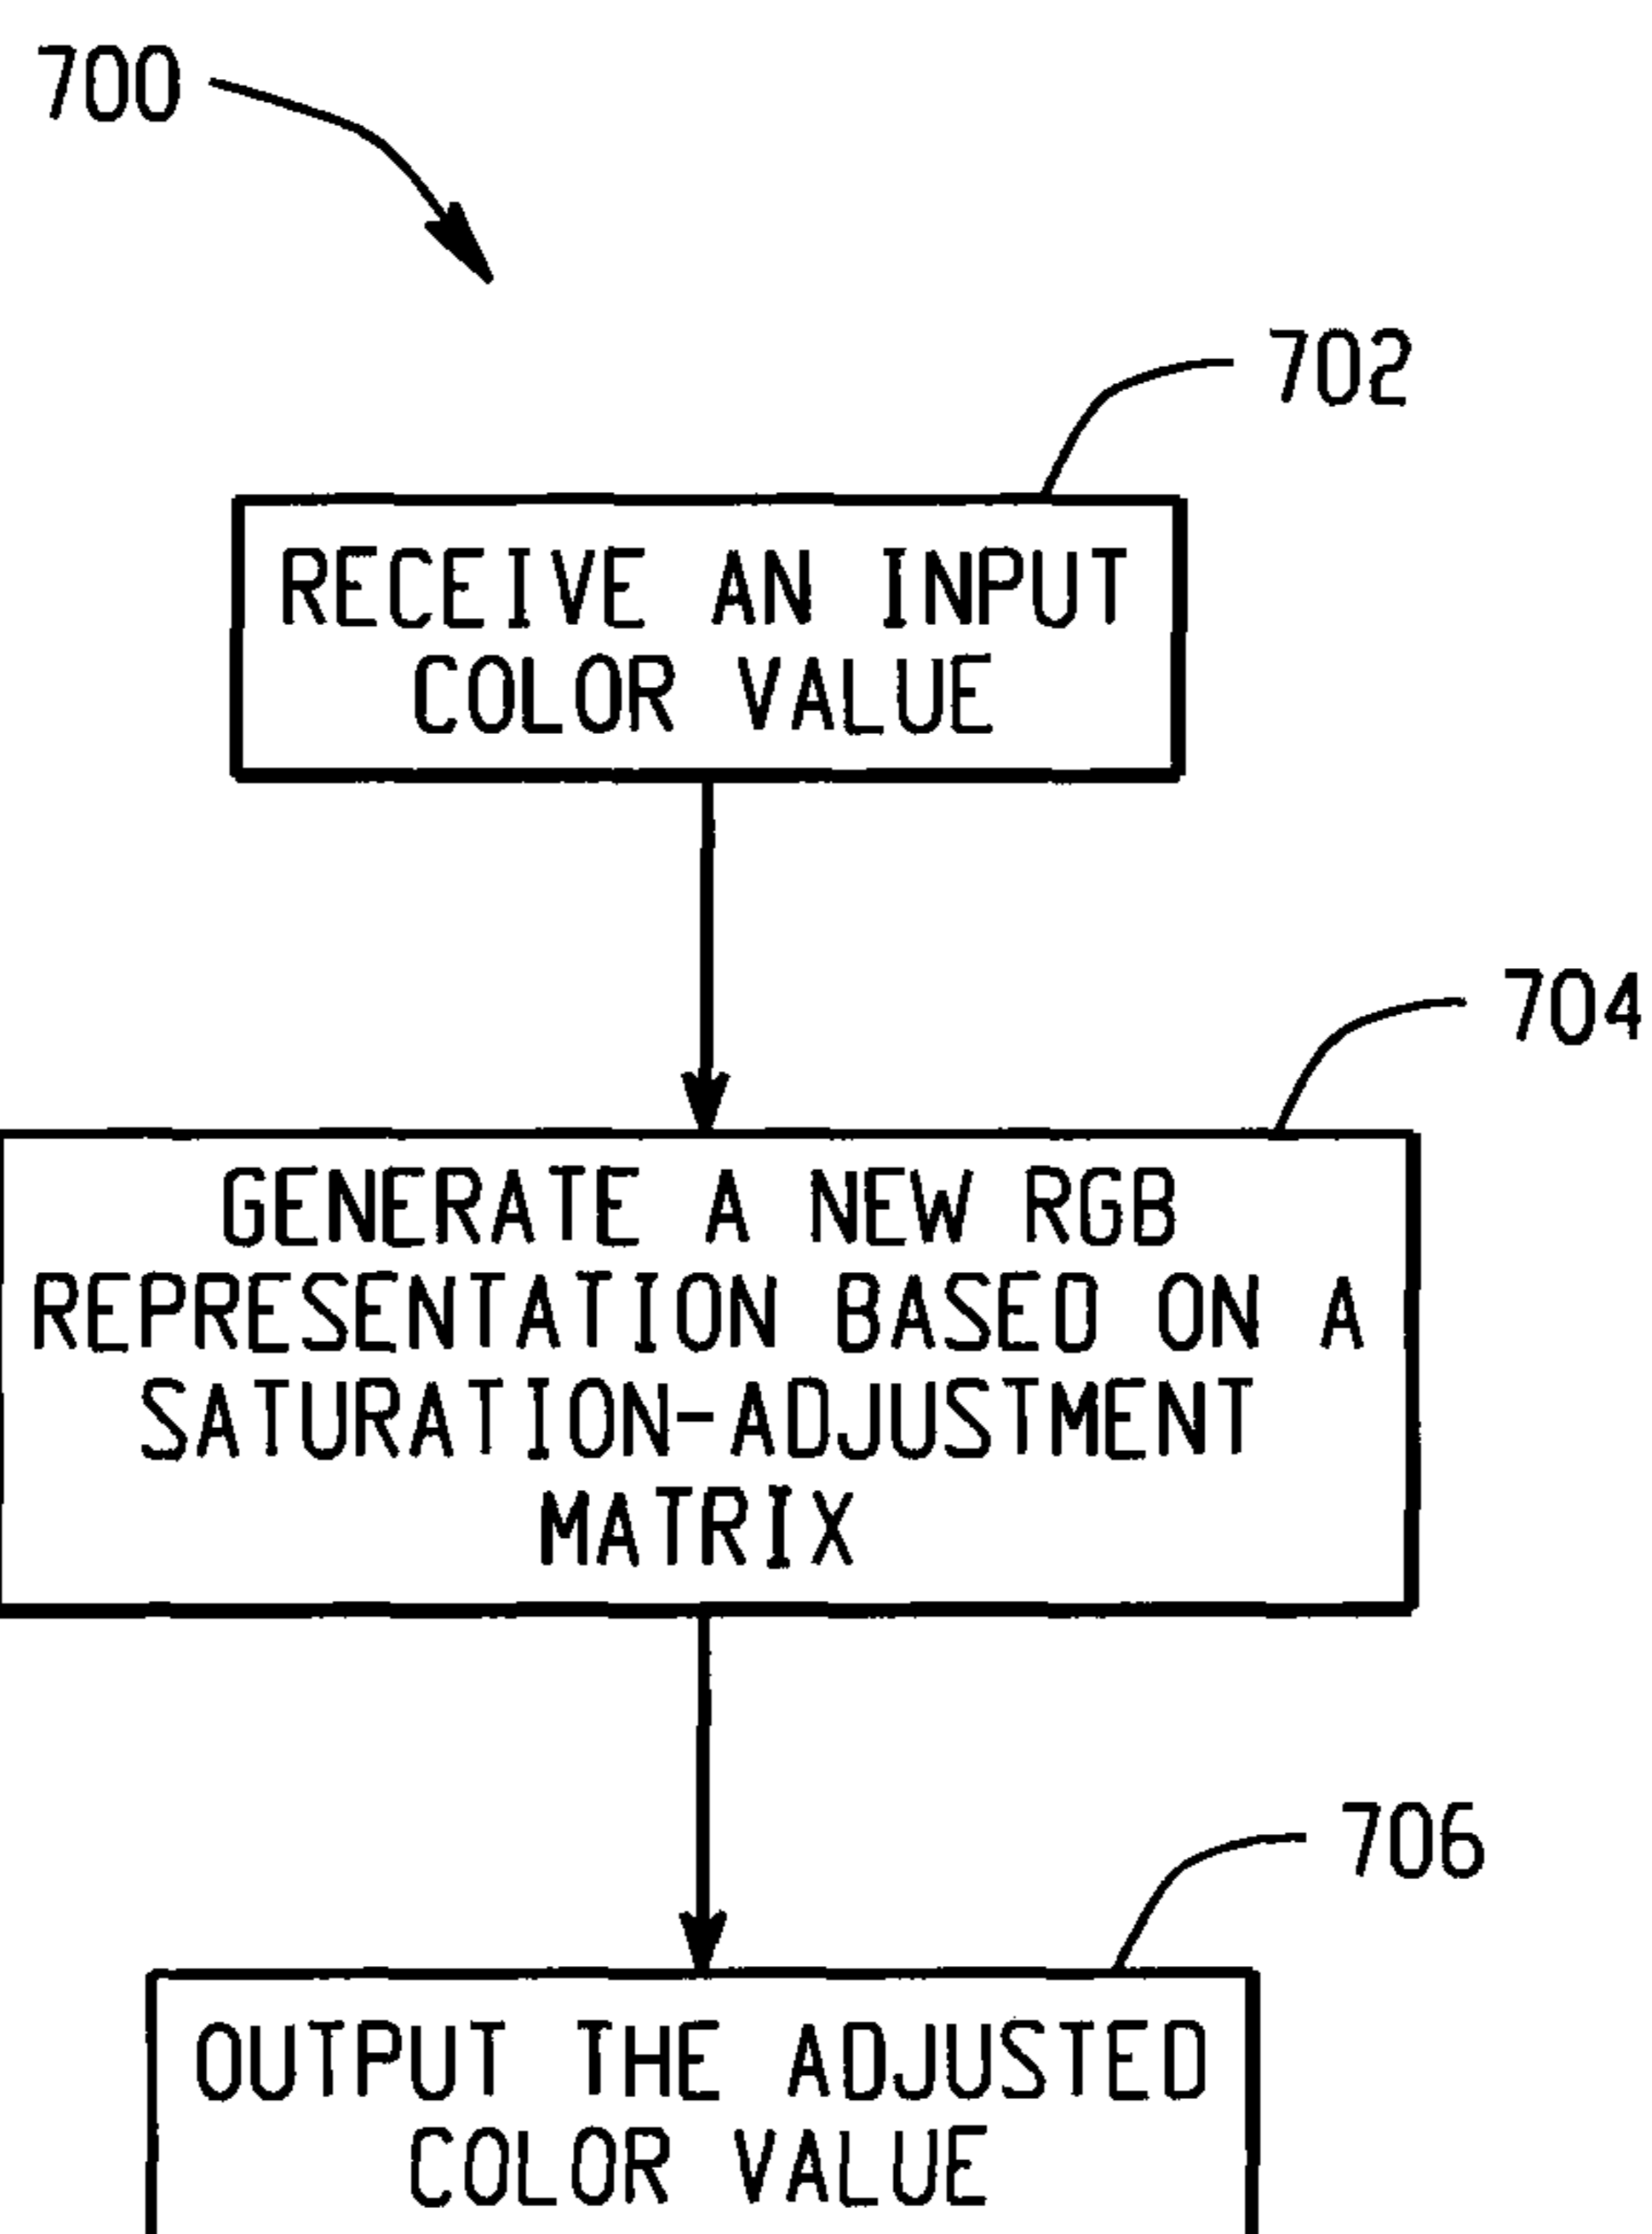 700
702
RECEIVE AN INPUT
COLOR VALUE
704
GENERATE A NEW RGB
REPRESENTATION BASED ON A
SATURATION-ADJUSTMENT
MATRIX
706
OUTPUT THE ADJUSTED
COLOR VALUE